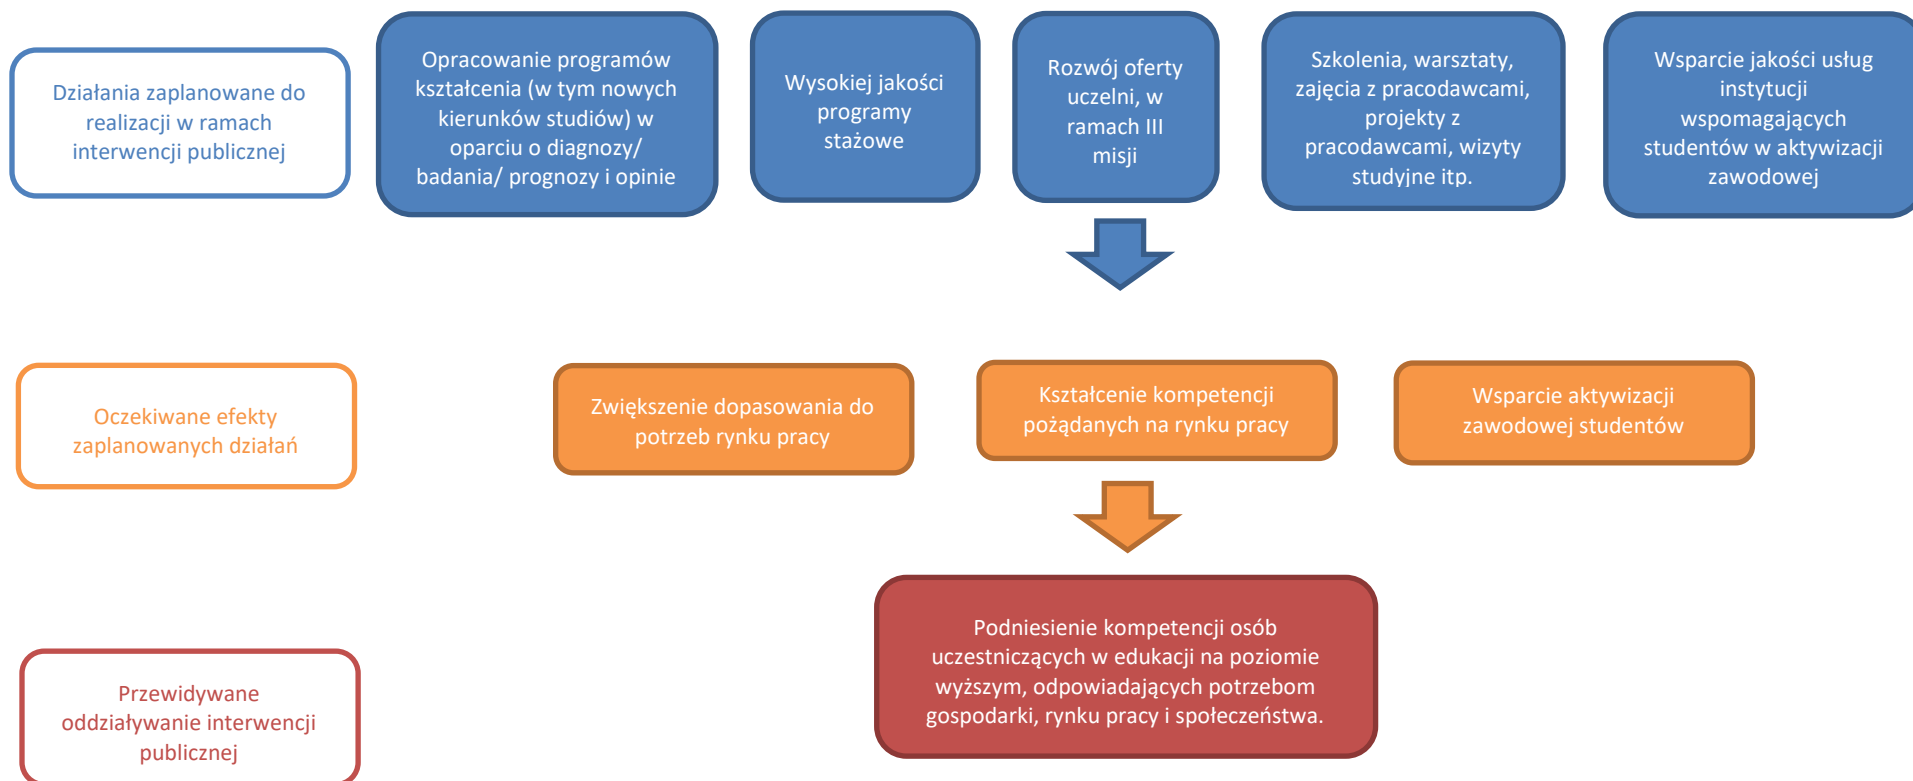 Działania zaplanowane do
realizacji w ramach
interwencji publicznej
Opracowanie programów
kształcenia (w tym nowych
kierunków studiów) w
oparciu o diagnozy/
badania/ prognozy i opinie
Wysokiej jakości
programy
stażowe
Rozwój oferty
uczelni, w
ramach III
misji
Szkolenia, warsztaty,
zajęcia z pracodawcami,
projekty z
pracodawcami, wizyty
studyjne itp.
Wsparcie jakości usług
instytucji
wspomagających
studentów w aktywizacji
zawodowej
Oczekiwane efekty
zaplanowanych działań
Zwiększenie dopasowania do
potrzeb rynku pracy
Kształcenie kompetencji
pożądanych na rynku pracy
Wsparcie aktywizacji
zawodowej studentów
Przewidywane
oddziaływanie interwencji
publicznej
Podniesienie kompetencji osób
uczestniczących w edukacji na poziomie
wyższym, odpowiadających potrzebom
gospodarki, rynku pracy i społeczeństwa.